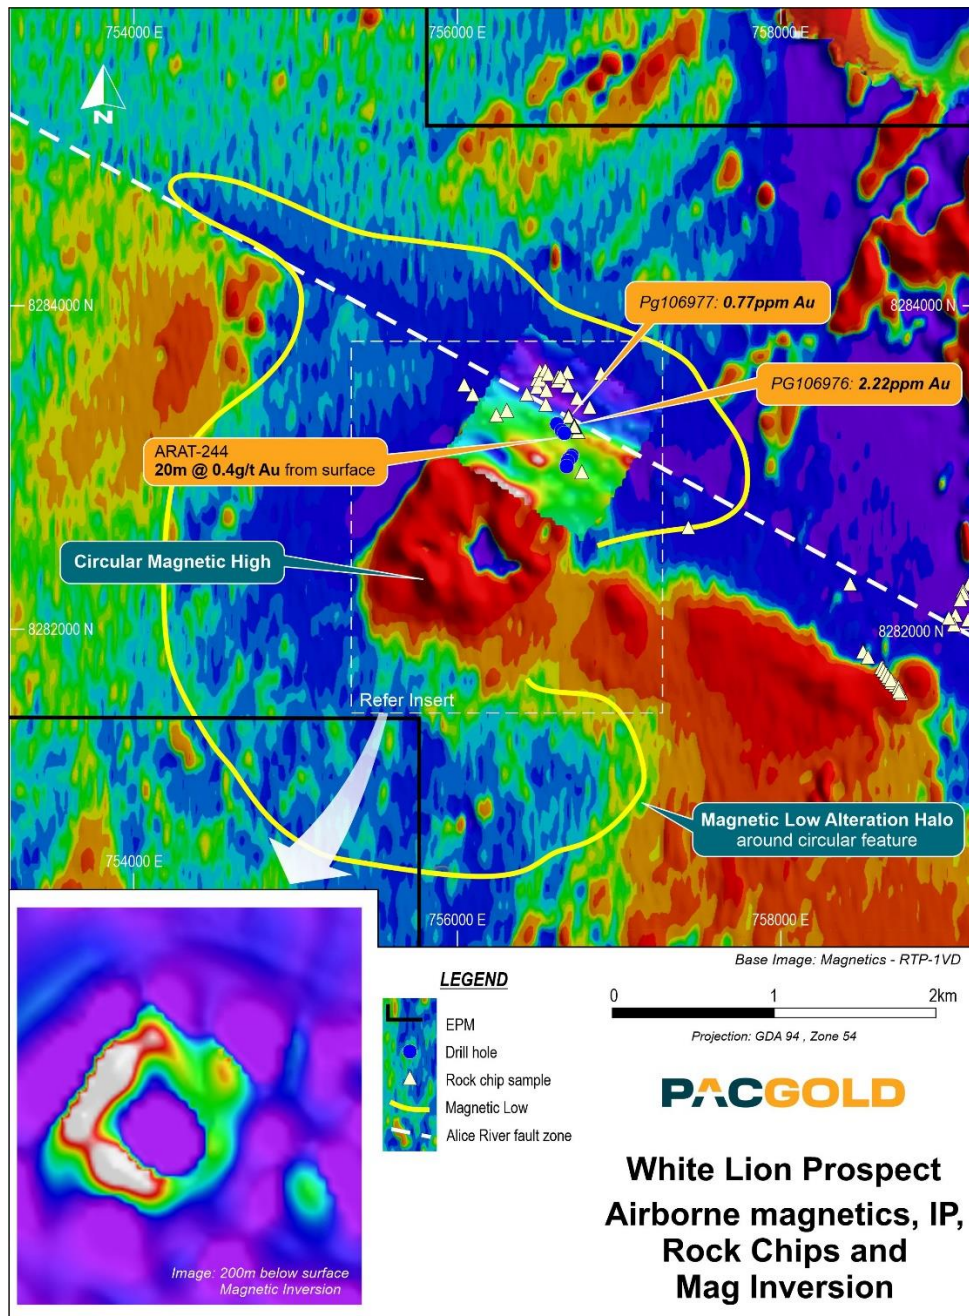 754000 E
756000 E
758000 E
N
8284000 N
8284000 N
Pg106977: 0.77ppm Au
PG106976: 2.22ppm Au
ARAT-244
20m @ 0.4g/t Au from surface
Circular Magnetic High
8282000 N
8282000 N
Refer Insert
Magnetic Low Alteration Halo
around circular feature
754000 E
756000 E
758000 E
Base Image: Magnetics - RTP-1VD
LEGEND
EPM
Drill hole
Rock chip sample
Magnetic Low
Alice River fault zone
0 1 2km
Projection: GDA 94 , Zone 54
PACGOLD
White Lion Prospect
Airborne magnetics, IP,
Rock Chips and
Mag Inversion
Image: 200m below surface
Magnetic Inversion